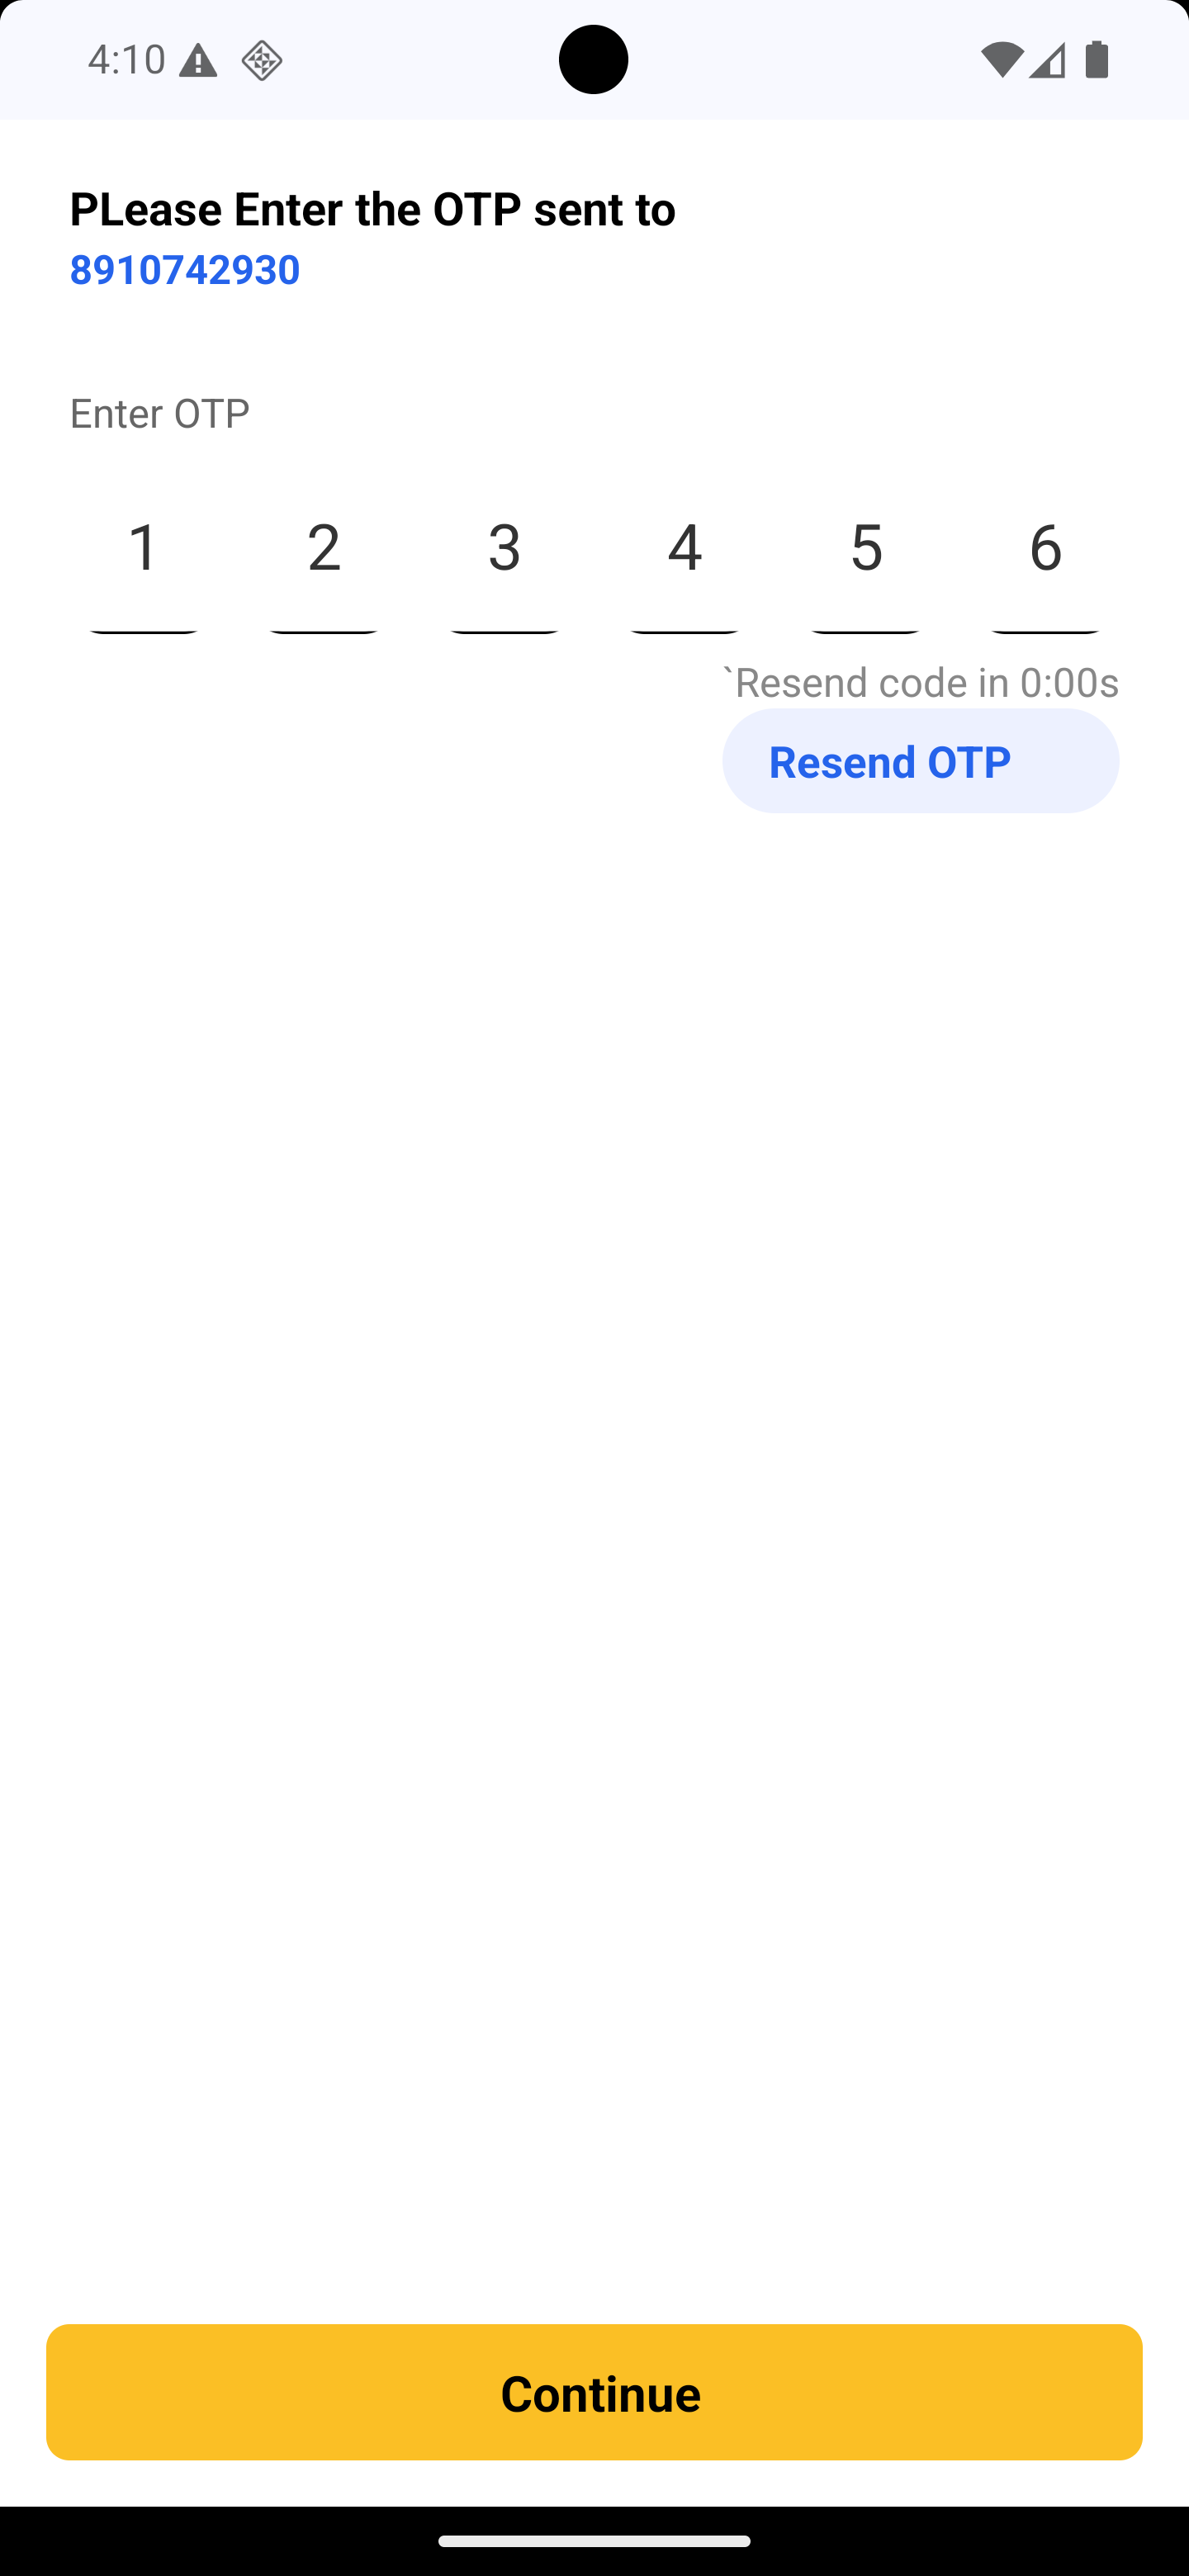 4:10
PLease Enter the OTP sent to
8910742930
Enter OTP
1 2 3 4 5 6
`Resend code in 0:00s
Resend OTP
Continue